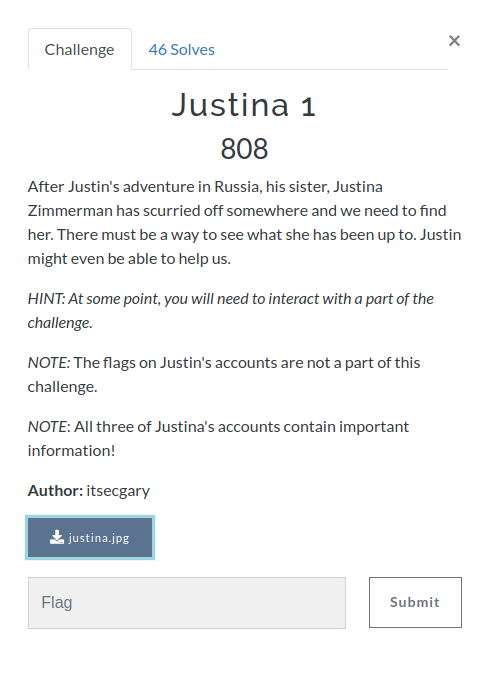 Challenge
46 Solves
×
Justina 1
808
After Justin's adventure in Russia, his sister, Justina
Zimmerman has scurried off somewhere and we need to find
her. There must be a way to see what she has been up to. Justin
might even be able to help us.
HINT: At some point, you will need to interact with a part of the
challenge.
NOTE: The flags on Justin's accounts are not a part of this
challenge.
NOTE: All three of Justina's accounts contain important
information!
Author: itsecgary
justina.jpg
Flag
Submit